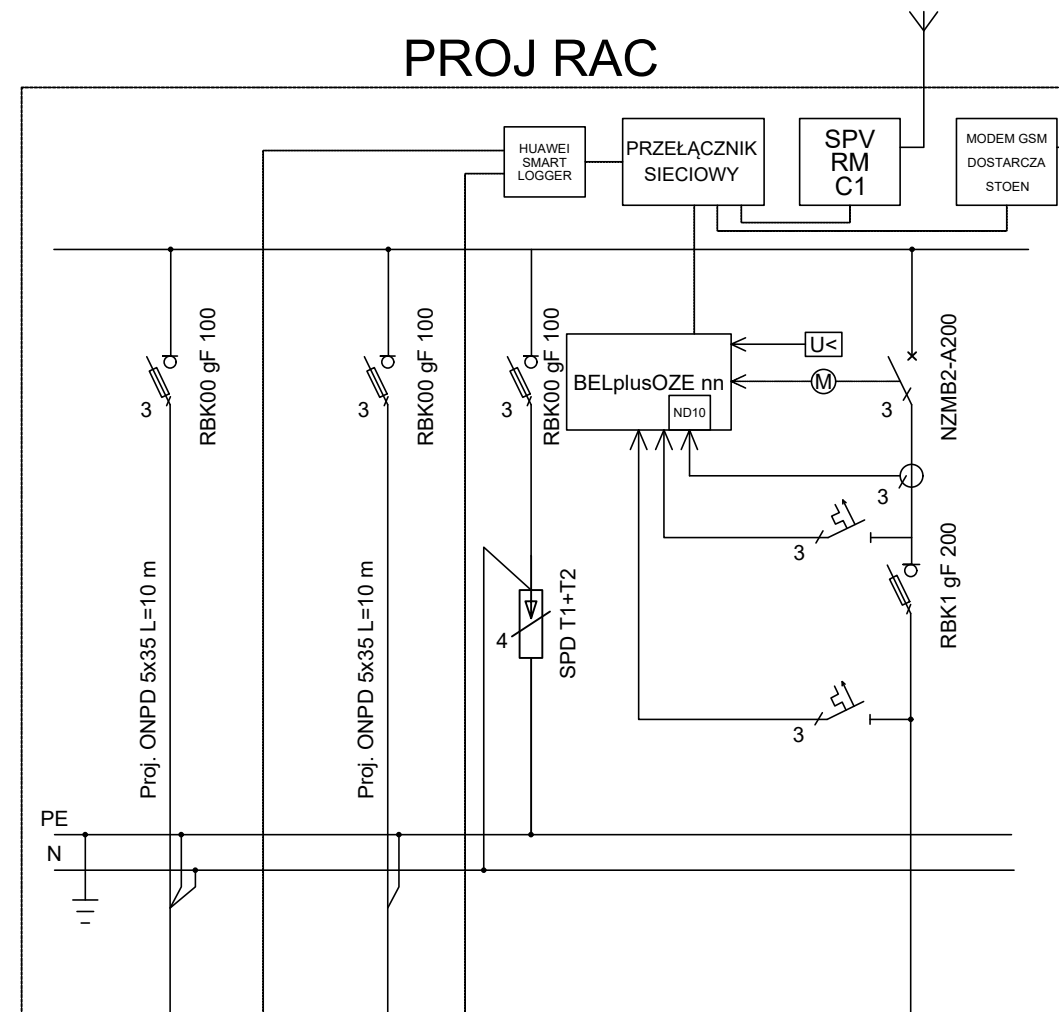 PROJ RAC
HUAWEI
SMART
LOGGER
PRZEŁĄCZNIK
SIECIOWY
SPV
RM
C1
MODEM GSM
DOSTARCZA
STOEN
RBK00 gF 100
3
RBK00 gF 100
3
RBK00 gF 100
3
BELplusOZE nn
ND10
U<
M
NZMB2-A200
3
3
3
RBK1 gF 200
Proj. ONPD 5x35 L=10 m
Proj. ONPD 5x35 L=10 m
4
SPD T1+T2
3
PE
N